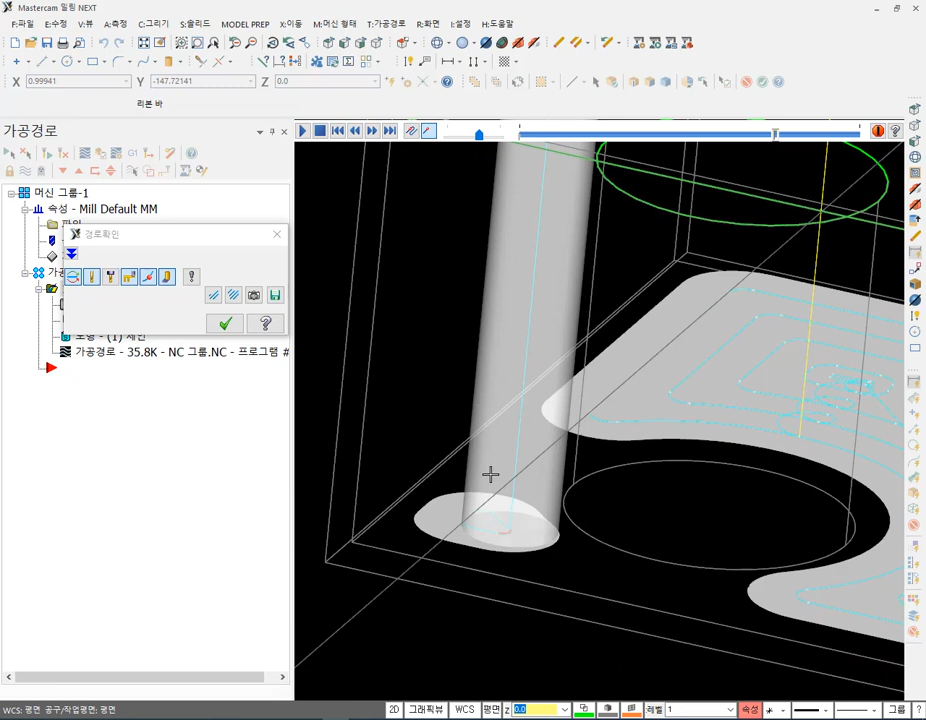 Mastercam 밀링 NEXT
F:파일 E:수정 V:뷰 A:측정 C:그리기 S:솔리드 MODEL PREP X:이동 M:머신 형태 T:가공경로 R:화면 I:설정 H:도움말
X 0.99941 Y -147.72141 Z 0.0
리본 바
가공경로
머신 그룹-1
속성 - Mill Default MM
경로확인
가공경로 - 35.8K - NC 그룹.NC - 프로그램 #
WCS: 평면 공구/작업평면: 평면
2D 그래픽뷰 WCS 평면 z 0.0 레벨 1 속성 그룹 ?